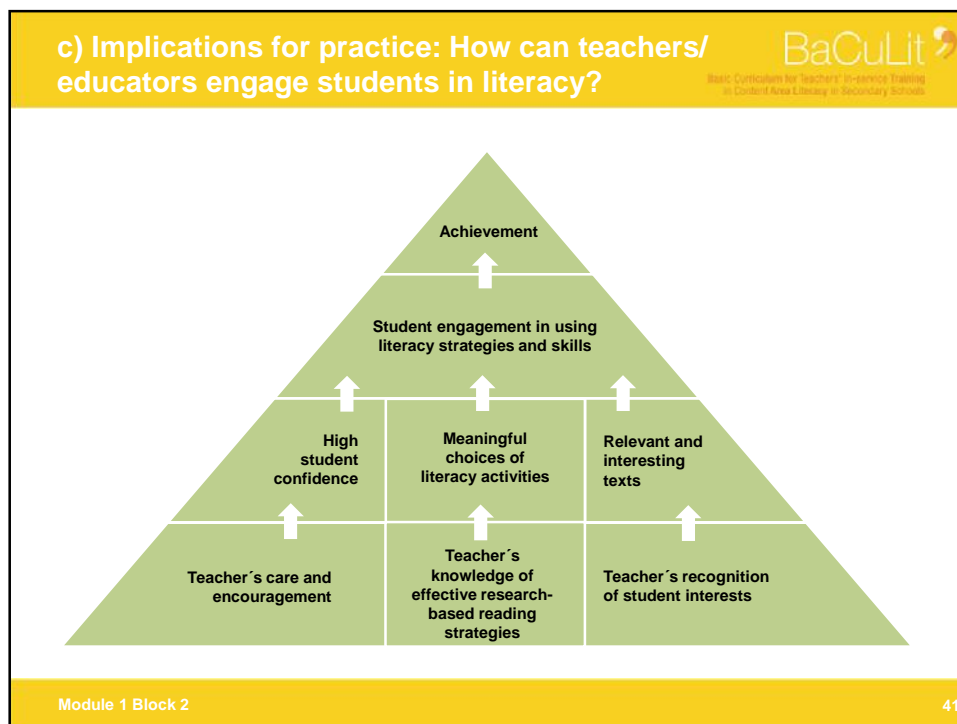 c) Implications for practice: How can teachers/
educators engage students in literacy?
BaCuLit
Basic Curriculum for Teachers' In-service Training
in Content Area Literacy in Secondary Schools
Achievement
Student engagement in using
literacy strategies and skills
High
student
confidence
Meaningful
choices of
literacy activities
Relevant and
interesting
texts
Teacher´s care and
encouragement
Teacher´s
knowledge of
effective research-
based reading
strategies
Teacher´s recognition
of student interests
Module 1 Block 2
41